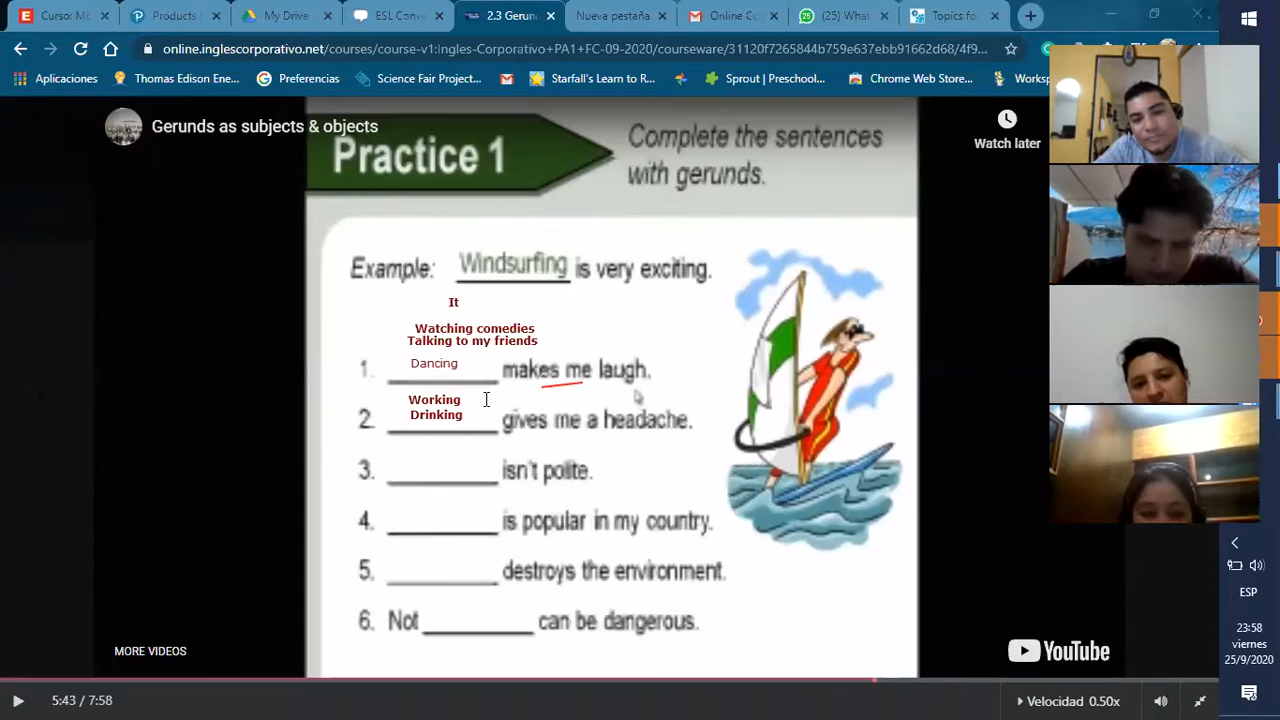 Curso: ME
Products
My Drive
ESL Conve
2.3 Gerun
Nueva pestaña
Online Co
(25) What
Topics fo
online.inglescorporativo.net/courses/course-v1:Ingles-Corporativo+PA1+FC-09-2020/courseware/31120f7265844b759e637ebb91662d68/4f9...
Aplicaciones
Thomas Edison Ene...
Preferencias
Science Fair Project...
Starfall's Learn to R...
Sprout | Preschool...
Chrome Web Store...
Worksp
Gerunds as subjects & objects
Watch later
Practice 1
Complete the sentences
with gerunds.
Example: Windsurfing is very exciting.
It
Watching comedies
Talking to my friends
1. Dancing makes me laugh.
Working
Drinking
2. gives me a headache.
3. isn't polite.
4. is popular in my country.
5. destroys the environment.
6. Not can be dangerous.
MORE VIDEOS
YouTube
5:43 / 7:58
Velocidad 0.50x
ESP
23:58
viernes
25/9/2020